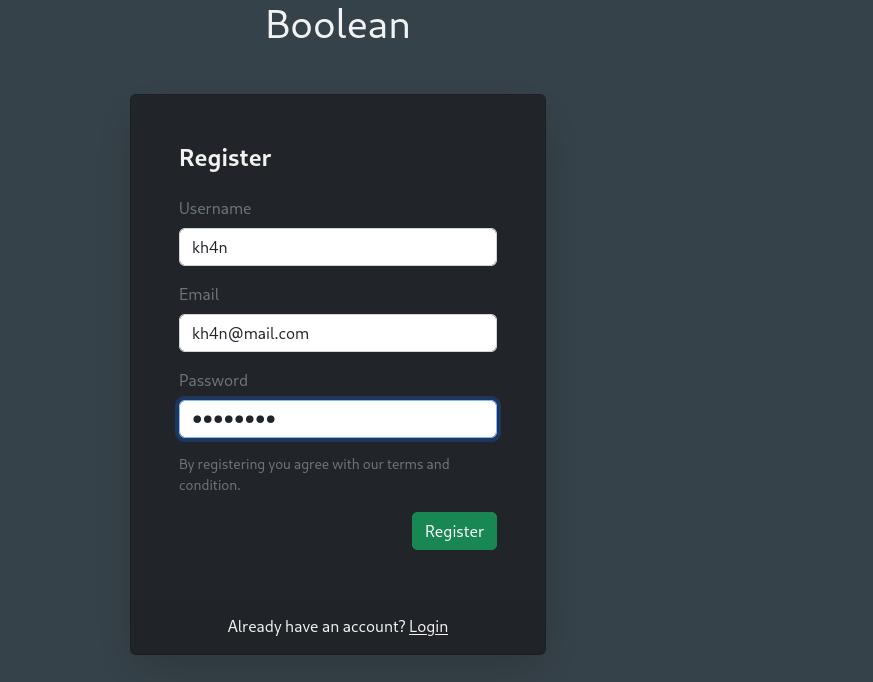 Boolean
Register
Username
kh4n
Email
kh4n@mail.com
Password
●●●●●●●●
By registering you agree with our terms and
condition.
Register
Already have an account? Login